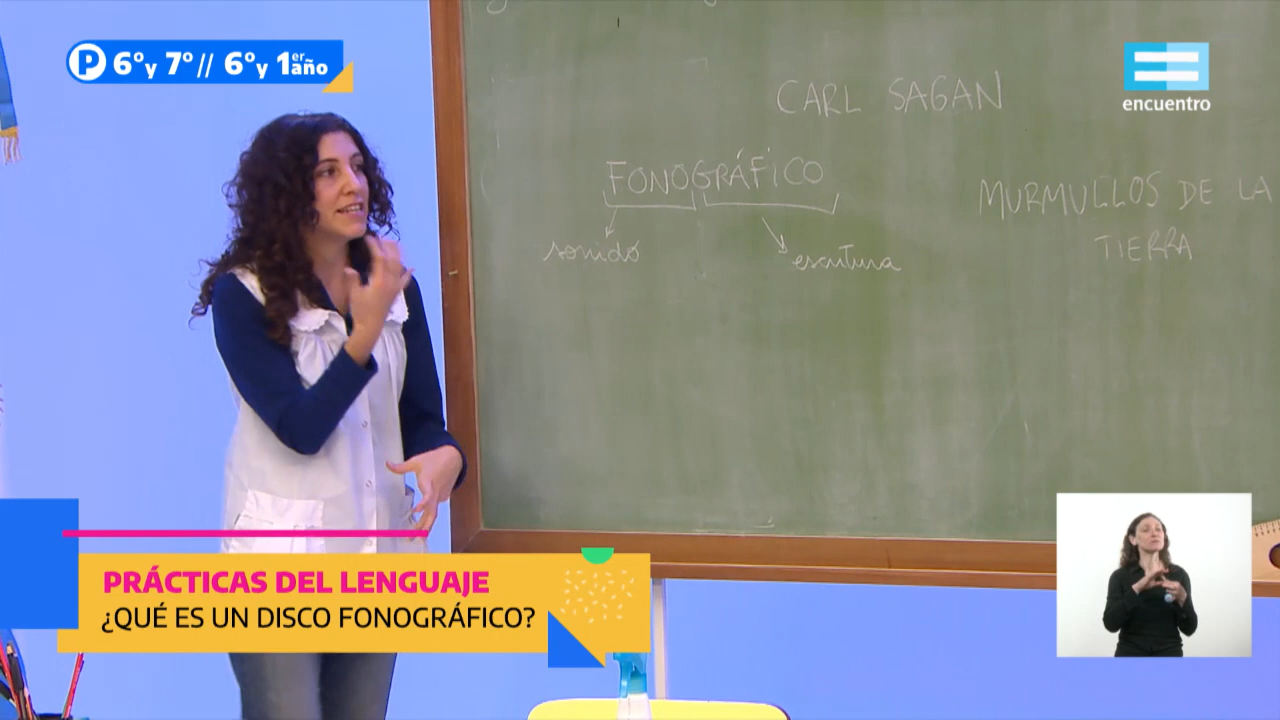 P 6º y 7º // 6º y 1er año
encuentro
CARL SAGAN
FONOGRÁFICO
MURMULLOS DE LA
TIERRA
sonido
escritura
PRÁCTICAS DEL LENGUAJE
¿QUÉ ES UN DISCO FONOGRÁFICO?